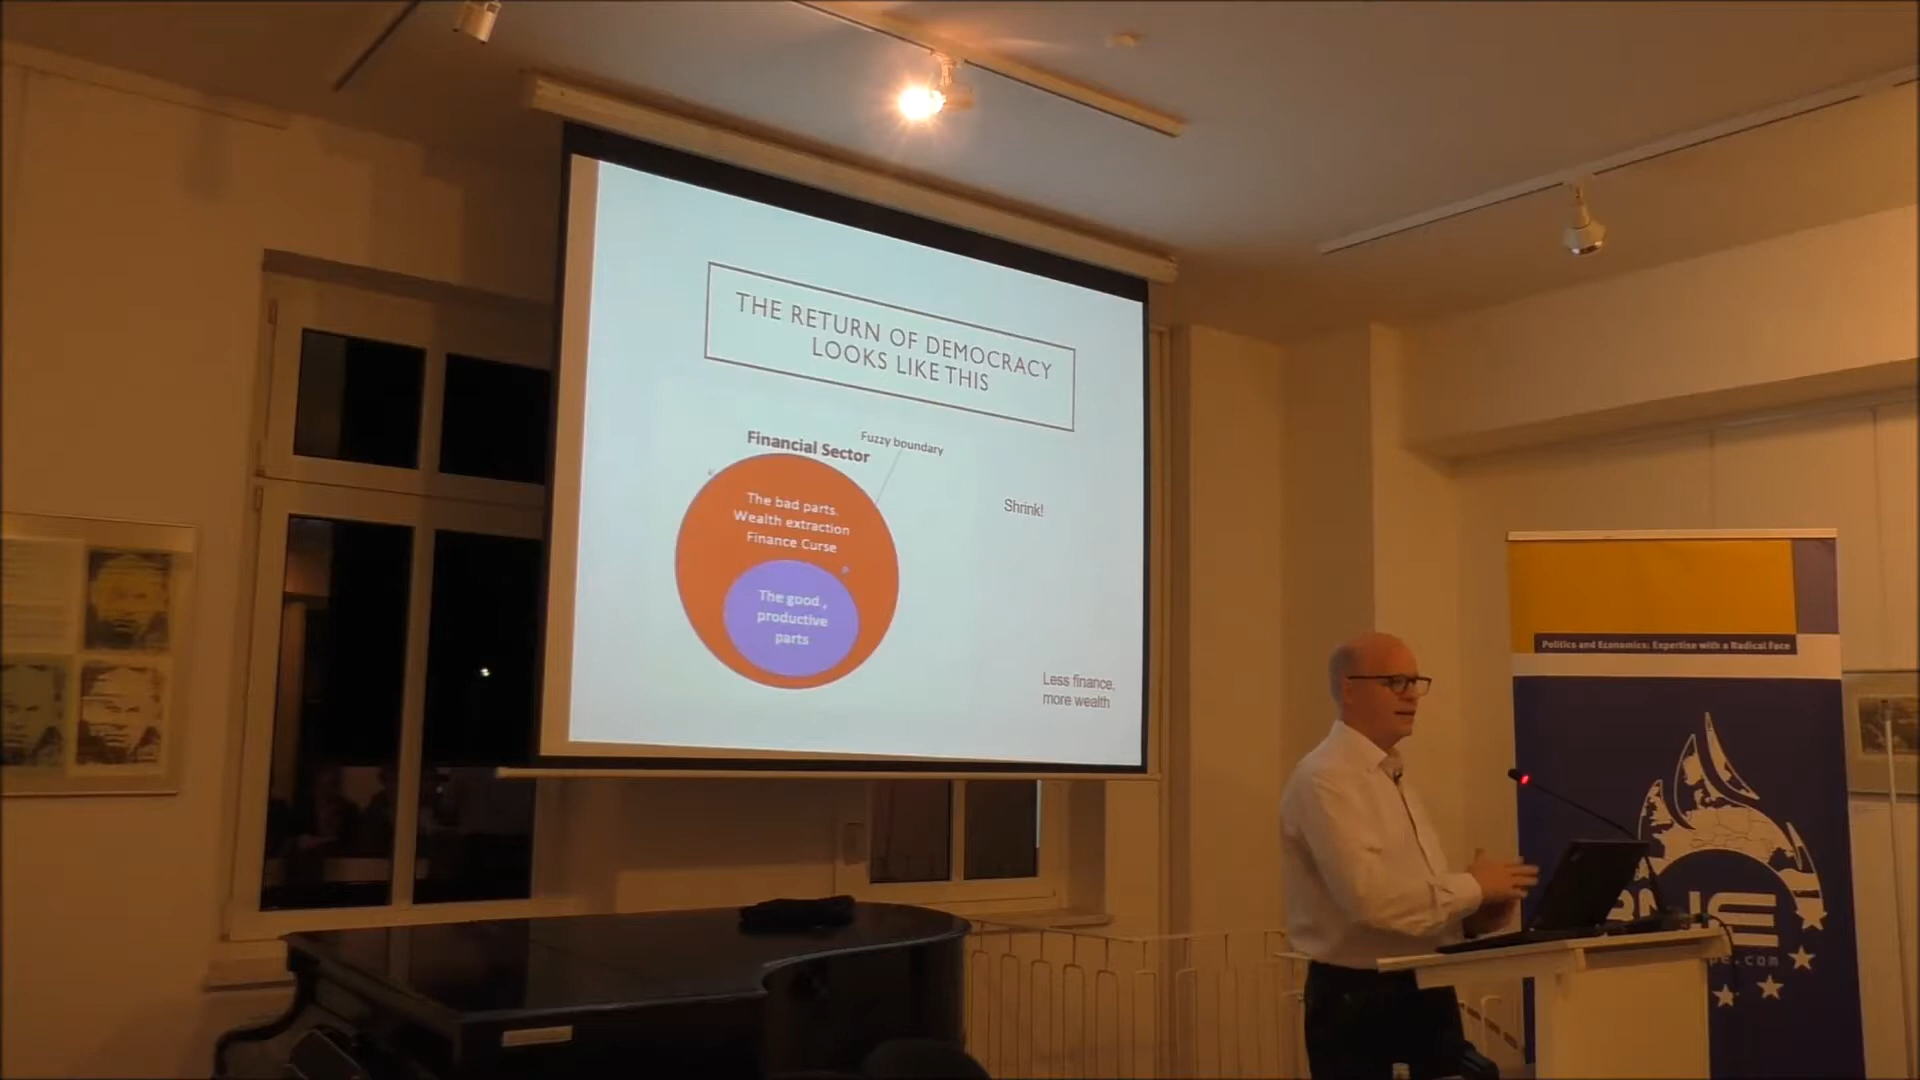 THE RETURN OF DEMOCRACY
LOOKS LIKE THIS
Financial Sector
Fuzzy boundary
The bad parts.
Wealth extraction
Finance Curse
The good ,
productive
parts
Shrink!
Less finance,
more wealth
Politics and Economics: Expertise with a Radical Face